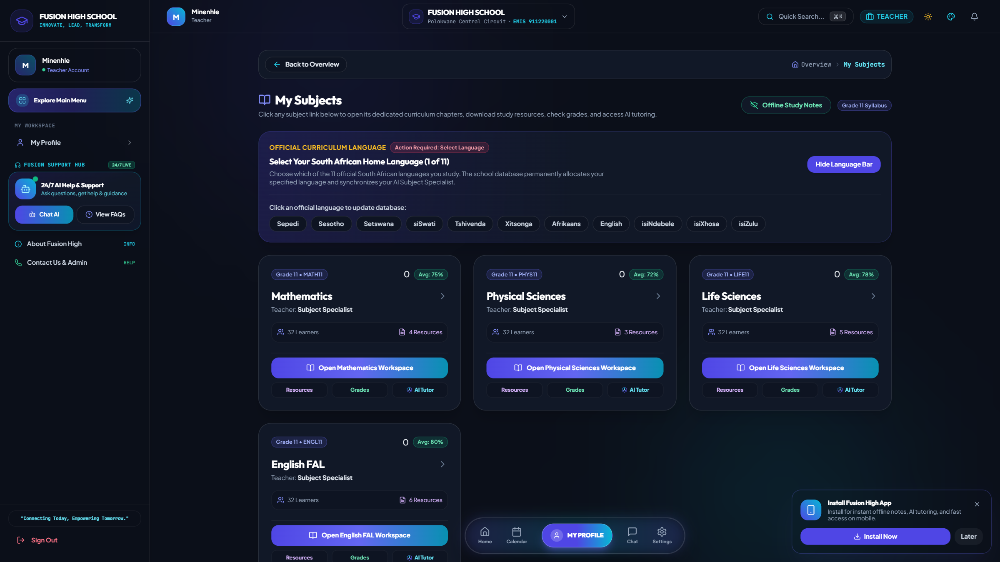 FUSION HIGH SCHOOL
INNOVATE, LEAD, TRANSFORM
M
Minenhle
Teacher Account
Explore Main Menu
MY WORKSPACE
My Profile
FUSION SUPPORT HUB
24/7 LIVE
24/7 AI Help & Support
Ask questions, get help & guidance
Chat AI
View FAQs
About Fusion High
INFO
Contact Us & Admin
HELP
"Connecting Today, Empowering Tomorrow."
Sign Out
M
Minenhle
Teacher
FUSION HIGH SCHOOL
Polokwane Central Circuit • EMIS 911220001
Quick Search...
⌘K
TEACHER
Back to Overview
Overview
My Subjects
My Subjects
Click any subject link below to open its dedicated curriculum chapters, download study resources, check grades, and access AI tutoring.
Offline Study Notes
Grade 11 Syllabus
OFFICIAL CURRICULUM LANGUAGE
Action Required: Select Language
Select Your South African Home Language (1 of 11)
Choose which of the 11 official South African languages you study. The school database permanently allocates your
specified language and synchronizes your AI Subject Specialist.
Hide Language Bar
Click an official language to update database:
Sepedi
Sesotho
Setswana
siSwati
Tshivenda
Xitsonga
Afrikaans
English
isiNdebele
isiXhosa
isiZulu
Grade 11 • MATH11
0
Avg: 75%
Mathematics
Teacher: Subject Specialist
32 Learners
4 Resources
Open Mathematics Workspace
Resources
Grades
AI Tutor
Grade 11 • PHYS11
0
Avg: 72%
Physical Sciences
Teacher: Subject Specialist
32 Learners
3 Resources
Open Physical Sciences Workspace
Resources
Grades
AI Tutor
Grade 11 • LIFE11
0
Avg: 78%
Life Sciences
Teacher: Subject Specialist
32 Learners
5 Resources
Open Life Sciences Workspace
Resources
Grades
AI Tutor
Grade 11 • ENGL11
0
Avg: 80%
English FAL
Teacher: Subject Specialist
32 Learners
6 Resources
Open English FAL Workspace
Resources
Grades
AI Tutor
Home
Calendar
MY PROFILE
Chat
Settings
Install Fusion High App
Install for instant offline notes, AI tutoring, and fast
access on mobile.
Install Now
Later